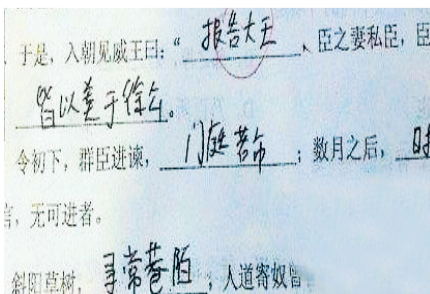 于是，入朝见威王曰：“报告大王、臣之妻私臣，臣
皆以美于徐公。
令初下，群臣进谏，门庭若市；数月之后，时
言，无可进者。
斜阳草树，寻常巷陌，人道寄奴曾